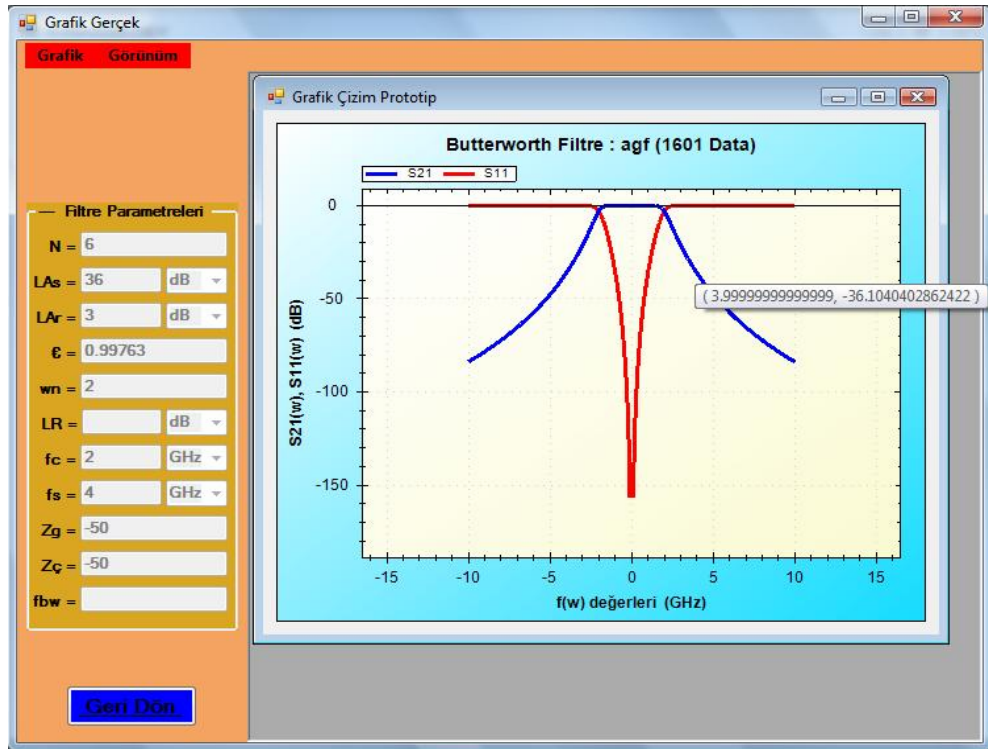 Grafik Gerçek
Grafik Görünüm
Filtre Parametreleri
N = 6
LAs = 36 dB
LAr = 3 dB
€ = 0.99763
wn = 2
LR = dB
fc = 2 GHz
fs = 4 GHz
Zg = -50
Zç = -50
fbw =
Geri Dön
Grafik Çizim Prototip
Butterworth Filtre : agf (1601 Data)
S21 S11
0
-50
-100
-150
S21(w), S11(w) (dB)
( 3.99999999999999, -36.1040402862422 )
-15 -10 -5 0 5 10 15
f(w) değerleri (GHz)